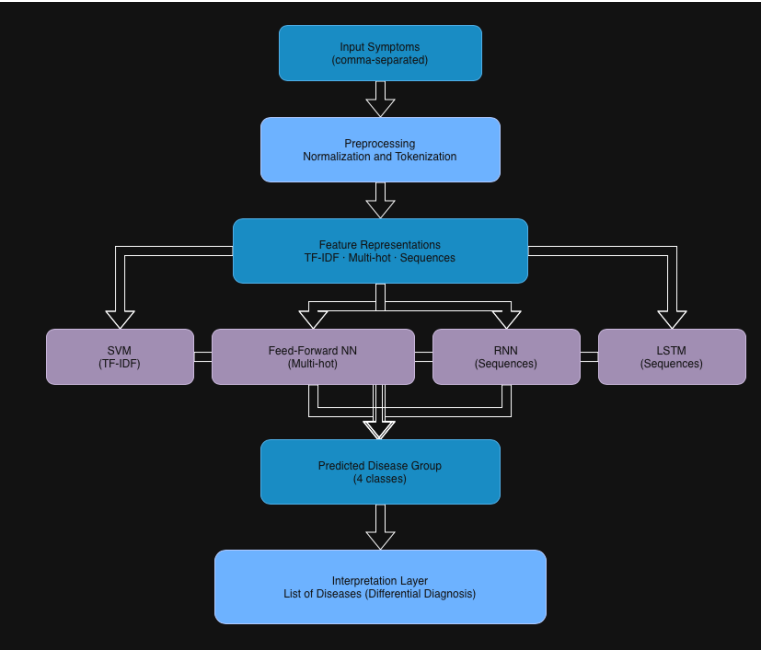 Input Symptoms
(comma-separated)
Preprocessing
Normalization and Tokenization
Feature Representations
TF-IDF · Multi-hot · Sequences
SVM
(TF-IDF)
Feed-Forward NN
(Multi-hot)
RNN
(Sequences)
LSTM
(Sequences)
Predicted Disease Group
(4 classes)
Interpretation Layer
List of Diseases (Differential Diagnosis)